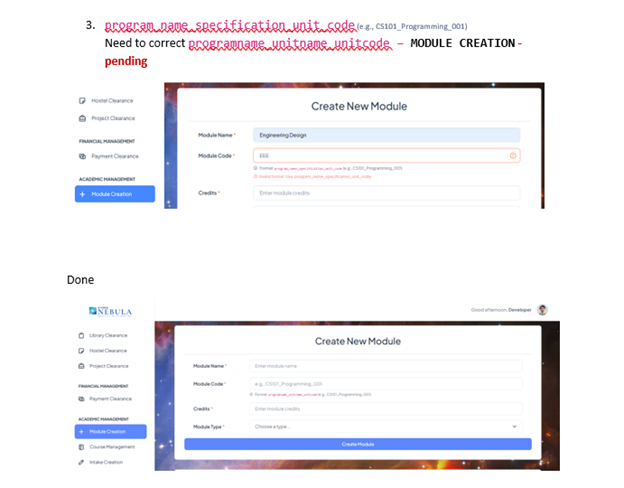 3. program_name_specification_unit_code (e.g., CS101_Programming_001)
Need to correct programname_unitname_unitcode – MODULE CREATION-
pending
Hostel Clearance
Project Clearance
FINANCIAL MANAGEMENT
Payment Clearance
ACADEMIC MANAGEMENT
+ Module Creation
Create New Module
Module Name *
Engineering Design
Module Code *
EEE
Format: program_name_specification_unit_code (e.g., CS101_Programming_001)
Invalid format. Use: program_name_specification_unit_code
Credits *
Enter module credits
Done
NEBULA
Good afternoon, Developer
Library Clearance
Hostel Clearance
Project Clearance
FINANCIAL MANAGEMENT
Payment Clearance
ACADEMIC MANAGEMENT
+ Module Creation
Course Management
Intake Creation
Create New Module
Module Name *
Enter module name
Module Code *
e.g., CS101_Programming_001
Format: programname_unitname_unitcode (e.g., CS101_Programming_001)
Credits *
Enter module credits
Module Type *
Choose a type...
Create Module